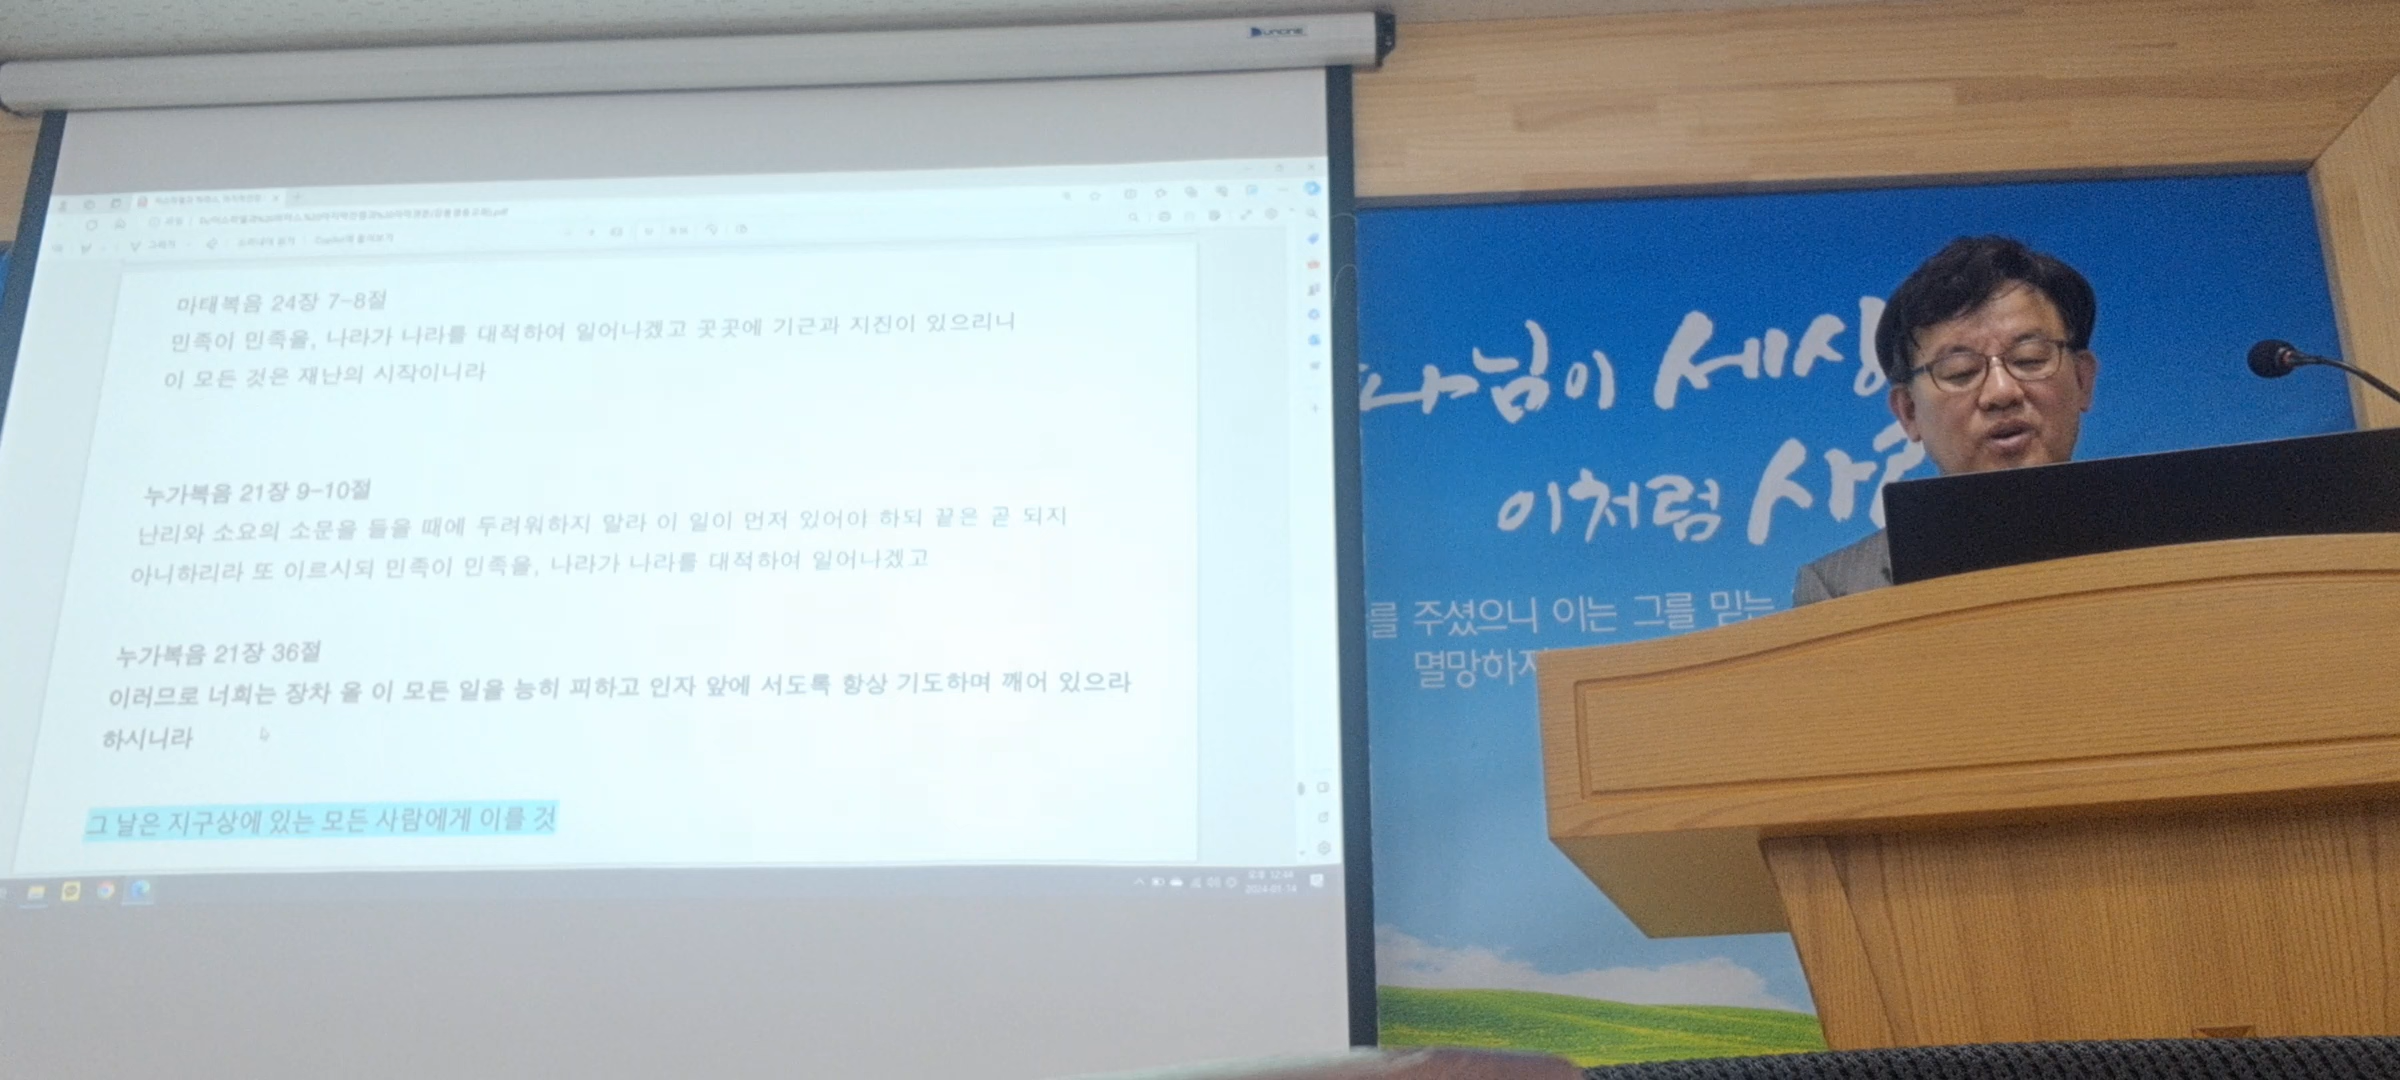 마태복음 24장 7-8절
민족이 민족을, 나라가 나라를 대적하여 일어나겠고 곳곳에 기근과 지진이 있으리니
이 모든 것은 재난의 시작이니라
누가복음 21장 9-10절
난리와 소요의 소문을 들을 때에 두려워하지 말라 이 일이 먼저 있어야 하되 끝은 곧 되지
아니하리라 또 이르시되 민족이 민족을, 나라가 나라를 대적하여 일어나겠고
누가복음 21장 36절
이러므로 너희는 장차 올 이 모든 일을 능히 피하고 인자 앞에 서도록 항상 기도하며 깨어 있으라
하시니라
그 날은 지구상에 있는 모든 사람에게 이를 것
오후 12:44
2024-01-14
님이 세상
이처럼
를 주셨으니 이는 그를 믿는
멸망하지